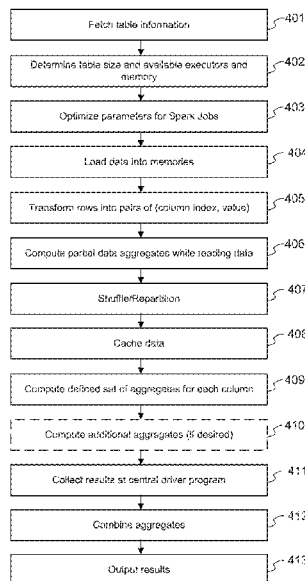 Fetch table information
401
Determine table size and available executors and
memory
402
Optimize parameters for Spark Jobs
403
Load data into memories
404
Transform rows into pairs of (column index, value)
405
Compute partial data aggregates while reading data
406
Shuffle/Repartition
407
Cache data
408
Compute defined set of aggregates for each column
409
Compute additional aggregates (if desired)
410
Collect results at central driver program
411
Combine aggregates
412
Output results
413